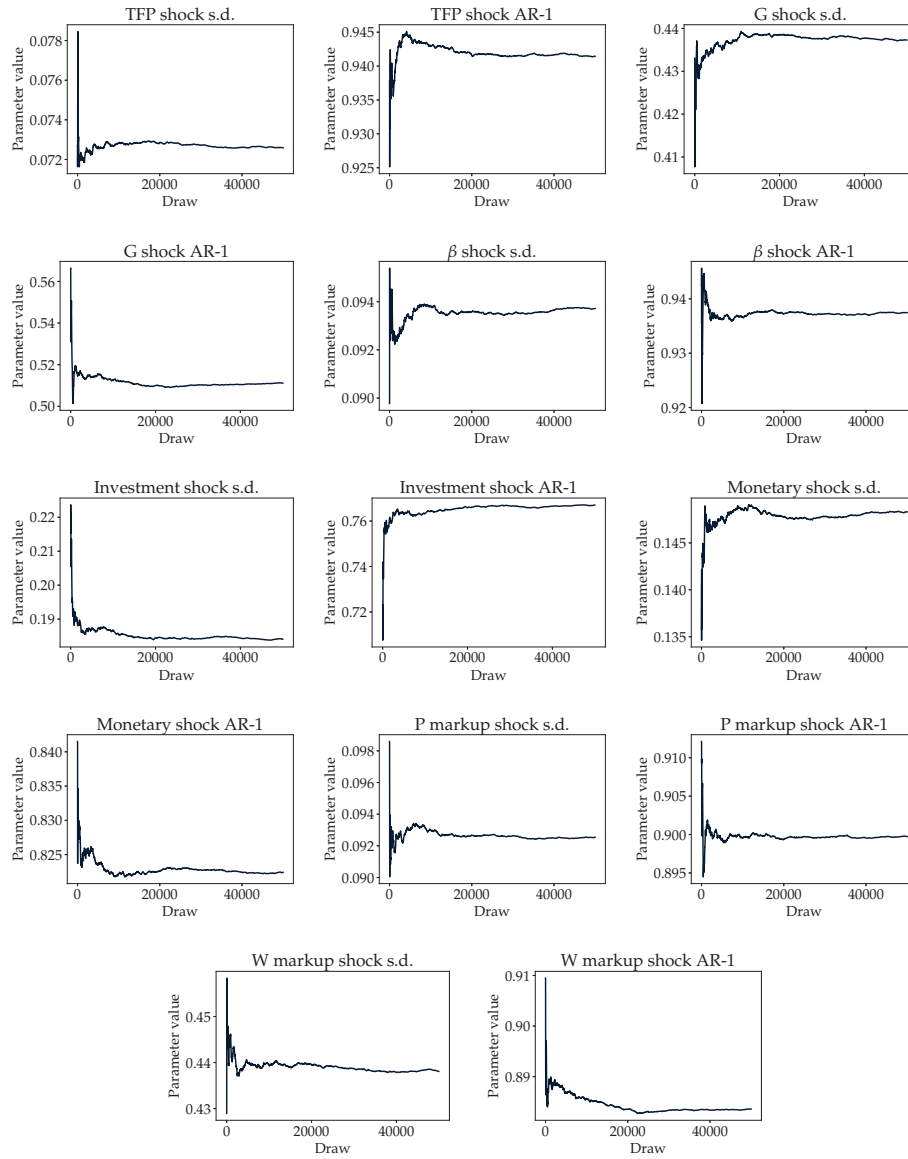 TFP shock s.d.
Parameter value
0.078
0.076
0.074
0.072
0
20000
40000
Draw
TFP shock AR-1
Parameter value
0.945
0.940
0.935
0.930
0.925
0
20000
40000
Draw
G shock s.d.
Parameter value
0.44
0.43
0.42
0.41
0
20000
40000
Draw
G shock AR-1
Parameter value
0.56
0.54
0.52
0.50
0
20000
40000
Draw
β shock s.d.
Parameter value
0.094
0.092
0.090
0
20000
40000
Draw
β shock AR-1
Parameter value
0.94
0.93
0.92
0
20000
40000
Draw
Investment shock s.d.
Parameter value
0.22
0.21
0.20
0.19
0
20000
40000
Draw
Investment shock AR-1
Parameter value
0.76
0.74
0.72
0
20000
40000
Draw
Monetary shock s.d.
Parameter value
0.145
0.140
0.135
0
20000
40000
Draw
Monetary shock AR-1
Parameter value
0.840
0.835
0.830
0.825
0
20000
40000
Draw
P markup shock s.d.
Parameter value
0.098
0.096
0.094
0.092
0.090
0
20000
40000
Draw
P markup shock AR-1
Parameter value
0.910
0.905
0.900
0.895
0
20000
40000
Draw
W markup shock s.d.
Parameter value
0.45
0.44
0.43
0
20000
40000
Draw
W markup shock AR-1
Parameter value
0.91
0.90
0.89
0
20000
40000
Draw